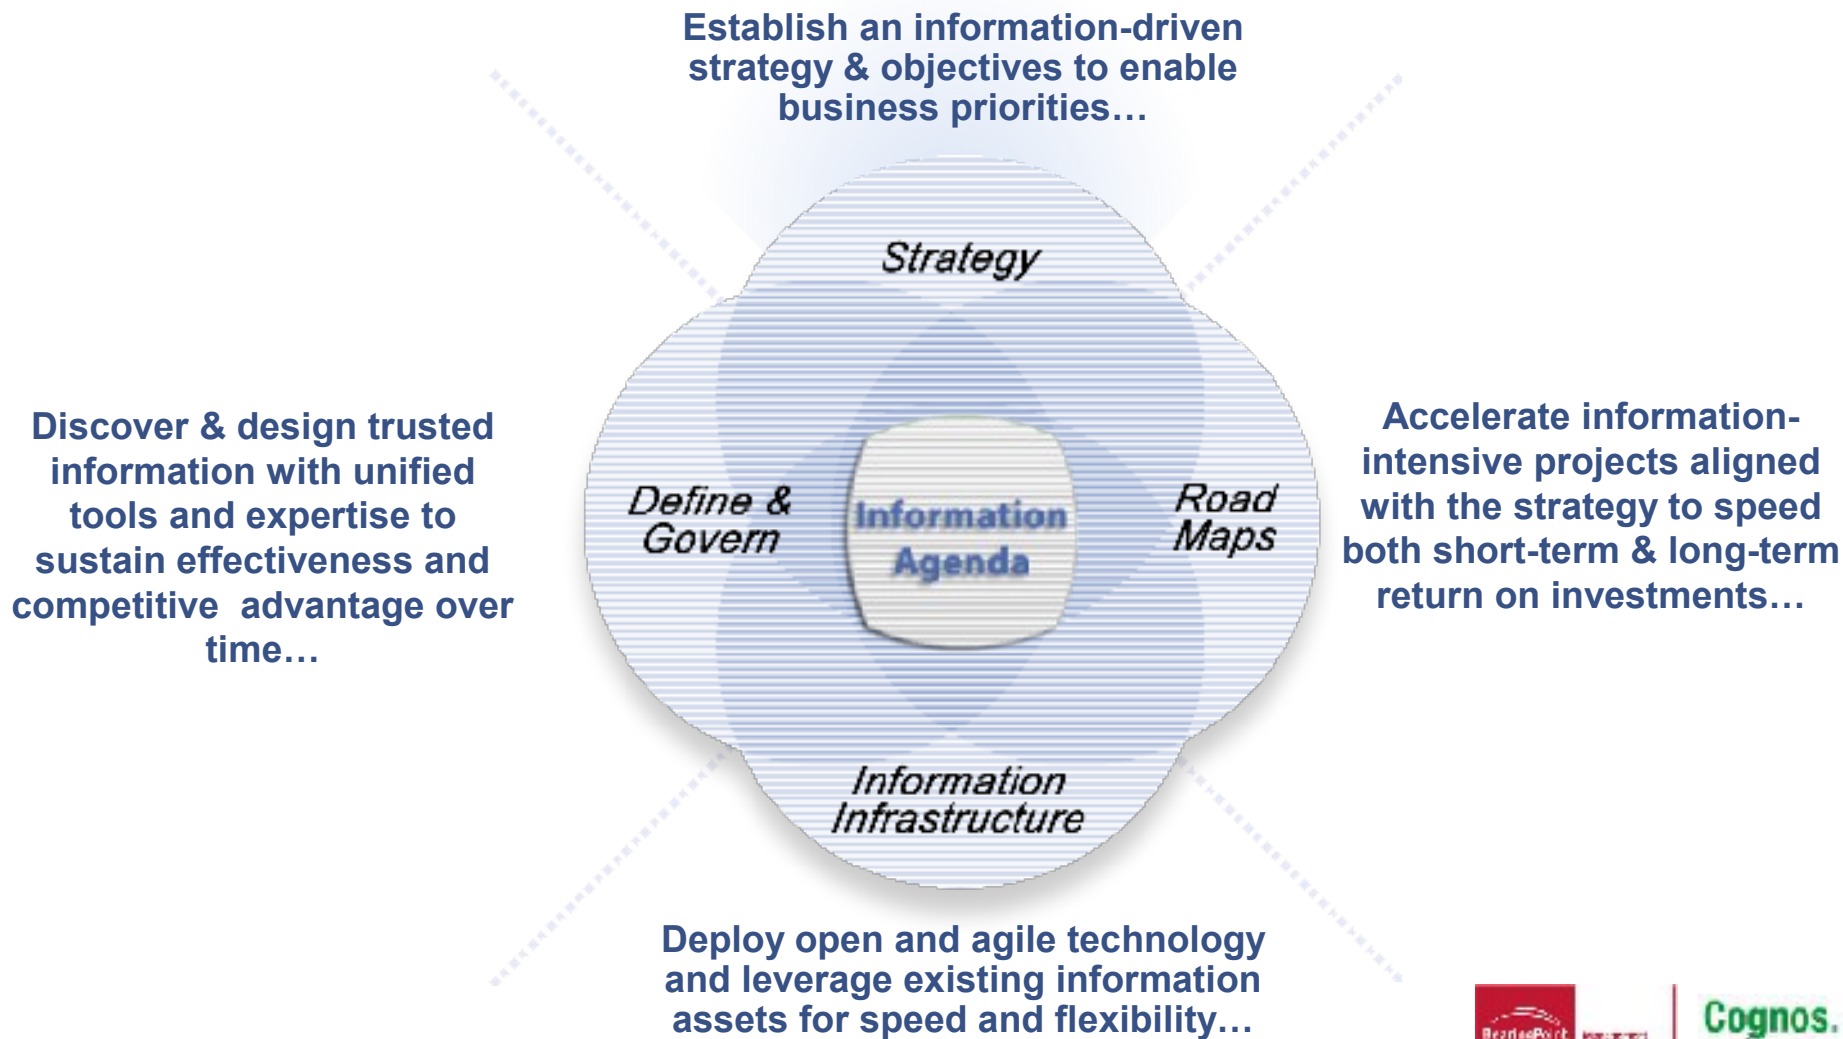 Establish an information-driven
strategy & objectives to enable
business priorities…
Strategy
Discover & design trusted
information with unified
tools and expertise to
sustain effectiveness and
competitive  advantage over
time…
Define &
Govern
Information
Agenda
Road
Maps
Accelerate information-
intensive projects aligned
with the strategy to speed
both short-term & long-term
return on investments…
Information
Infrastructure
Deploy open and agile technology
and leverage existing information
assets for speed and flexibility…
BearingPoint
Cognos.